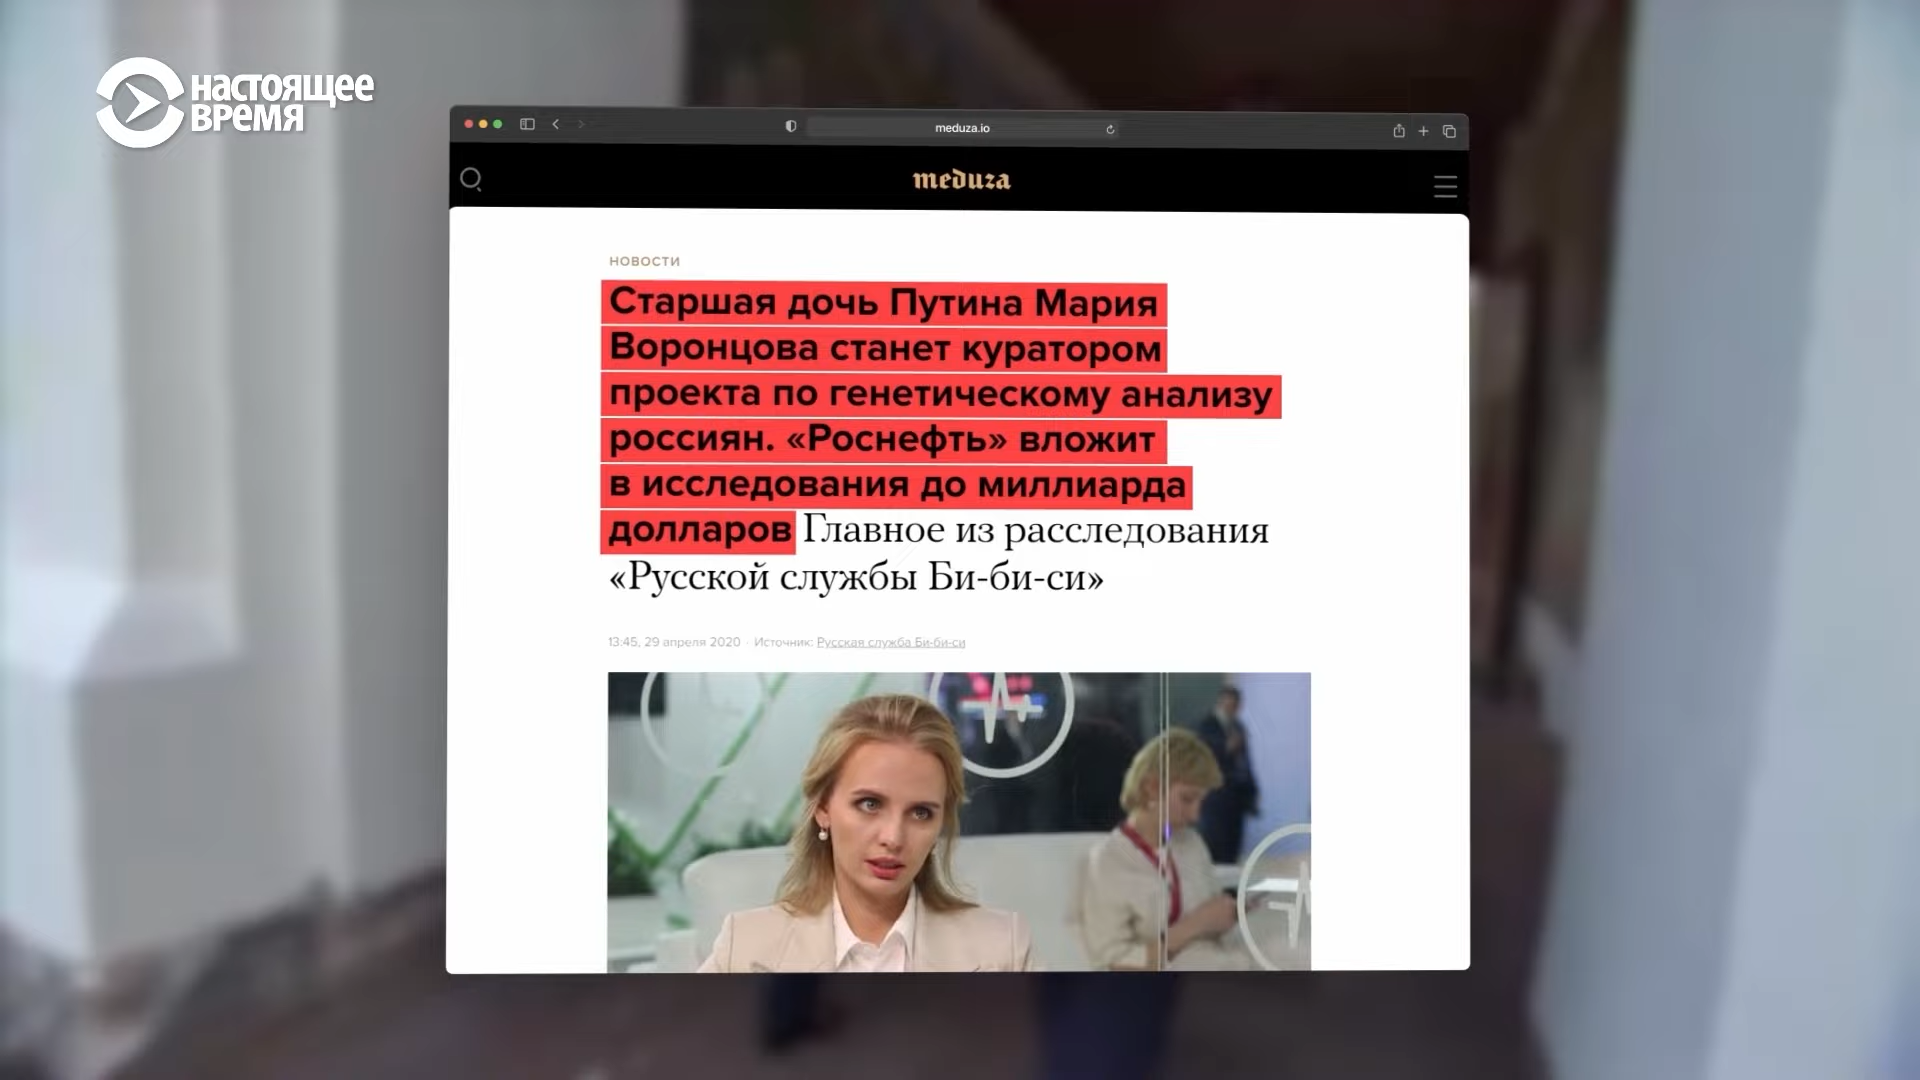 НАСТОЯЩЕЕ
ВРЕМЯ
meduza.io
meduza
НОВОСТИ
Старшая дочь Путина Мария
Воронцова станет куратором
проекта по генетическому анализу
россиян. «Роснефть» вложит
в исследования до миллиарда
долларов Главное из расследования
«Русской службы Би-би-си»
13:45, 29 апреля 2020 · Источник: Русская служба Би-би-си